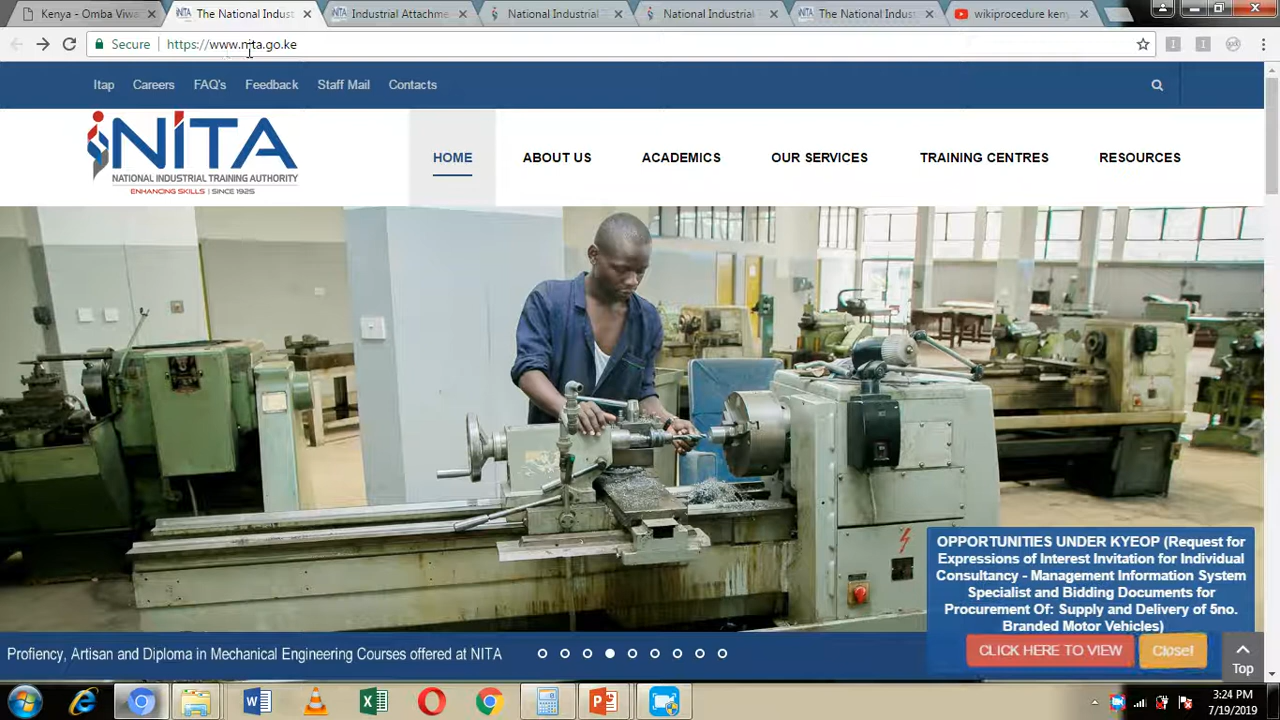 Kenya - Omba Viwa
The National Indust
Industrial Attachme
National Industrial T
National Industrial
The National Indust
wikiprocedure ken
Secure
https://www.nita.go.ke
Itap Careers FAQ's Feedback Staff Mail Contacts
NITA
NATIONAL INDUSTRIAL TRAINING AUTHORITY
ENHANCING SKILLS | SINCE 1925
HOME ABOUT US ACADEMICS OUR SERVICES TRAINING CENTRES RESOURCES
OPPORTUNITIES UNDER KYEOP (Request for
Expressions of Interest Invitation for Individual
Consultancy - Management Information System
Specialist and Bidding Documents for
Procurement Of: Supply and Delivery of 5no.
Branded Motor Vehicles)
CLICK HERE TO VIEW Close!
Top
Profiency, Artisan and Diploma in Mechanical Engineering Courses offered at NITA
3:24 PM
7/19/2019